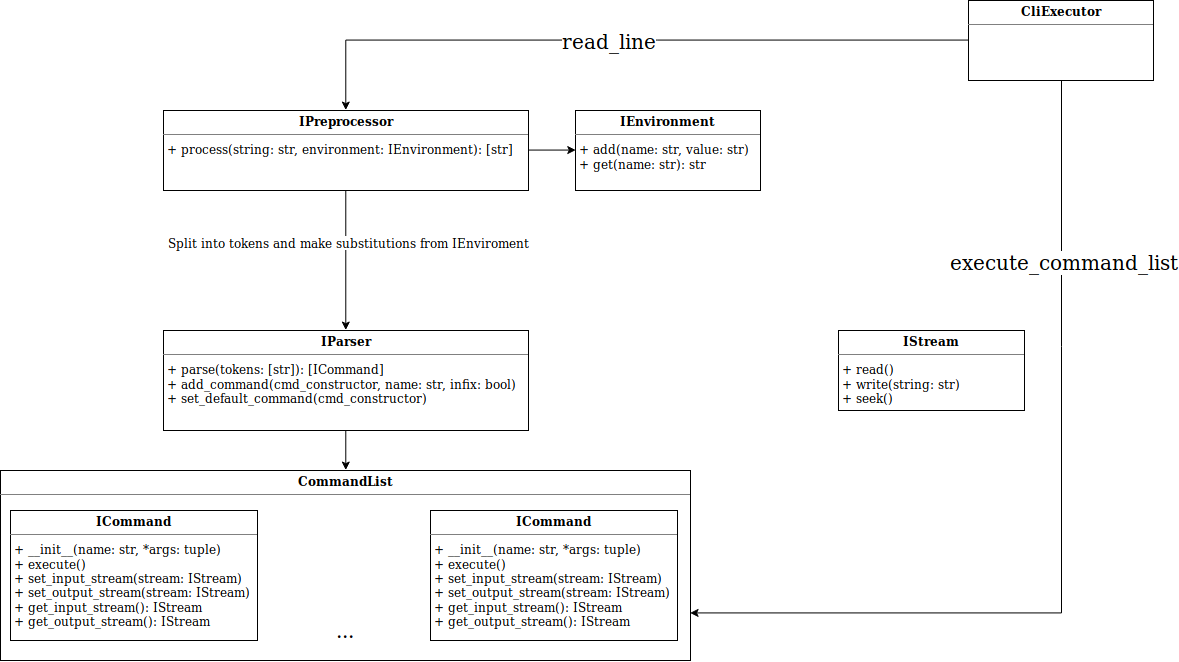 CliExecutor
read_line
IPreprocessor
+ process(string: str, environment: IEnvironment): [str]
IEnvironment
+ add(name: str, value: str)
+ get(name: str): str
Split into tokens and make substitutions from IEnviroment
execute_command_list
IParser
+ parse(tokens: [str]): [ICommand]
+ add_command(cmd_constructor, name: str, infix: bool)
+ set_default_command(cmd_constructor)
IStream
+ read()
+ write(string: str)
+ seek()
CommandList
ICommand
+ __init__(name: str, *args: tuple)
+ execute()
+ set_input_stream(stream: IStream)
+ set_output_stream(stream: IStream)
+ get_input_stream(): IStream
+ get_output_stream(): IStream
...
ICommand
+ __init__(name: str, *args: tuple)
+ execute()
+ set_input_stream(stream: IStream)
+ set_output_stream(stream: IStream)
+ get_input_stream(): IStream
+ get_output_stream(): IStream